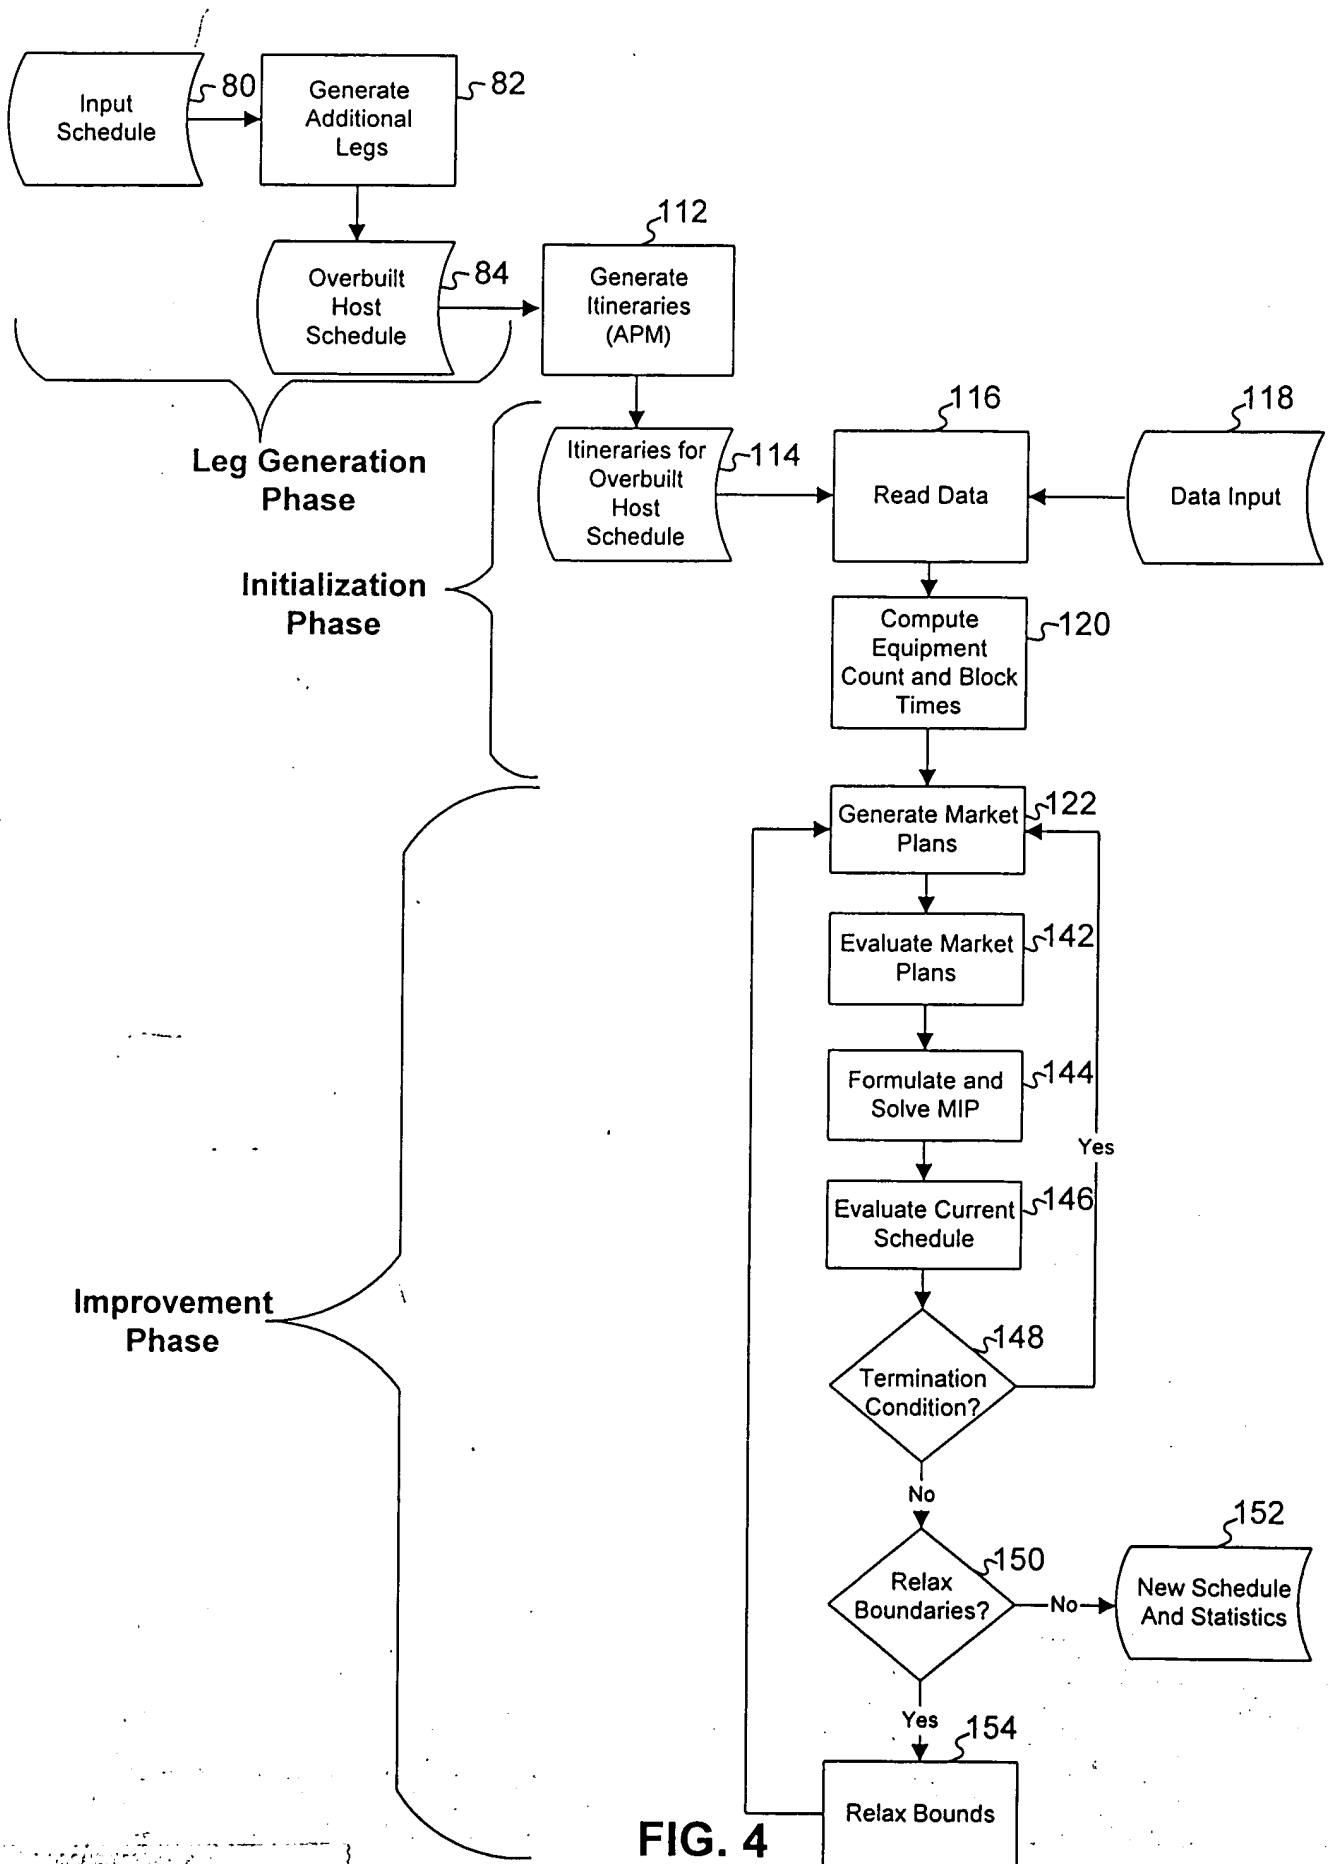 Input
Schedule
80
Generate
Additional
Legs
82
Overbuilt
Host
Schedule
84
112
Generate
Itineraries
(APM)
Leg Generation
Phase
Itineraries for
Overbuilt
Host
Schedule
114
116
Read Data
118
Data Input
Initialization
Phase
Compute
Equipment
Count and Block
Times
120
Generate Market
Plans
122
Evaluate Market
Plans
142
Formulate and
Solve MIP
144
Yes
Evaluate Current
Schedule
146
Improvement
Phase
Termination
Condition?
148
No
Relax
Boundaries?
150
No
152
New Schedule
And Statistics
Yes
154
Relax Bounds
FIG. 4